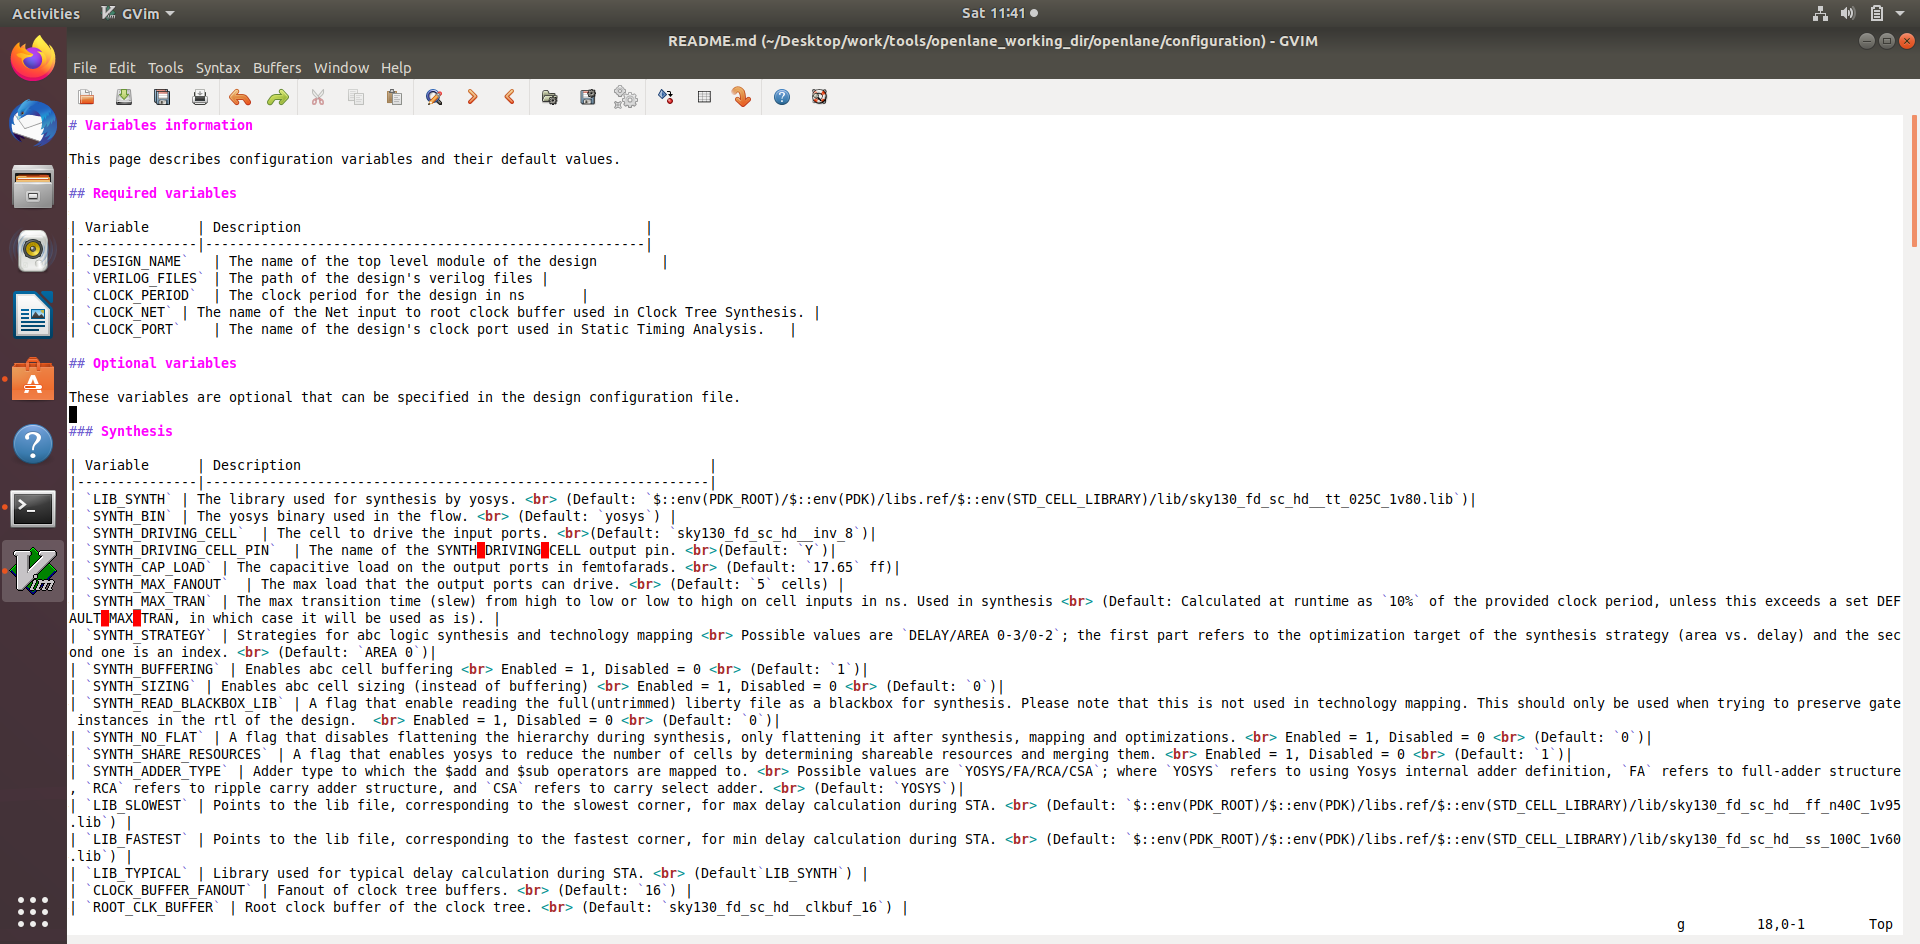 Activities GVim Sat 11:41
README.md (~/Desktop/work/tools/openlane_working_dir/openlane/configuration) - GVIM
File Edit Tools Syntax Buffers Window Help
# Variables information
This page describes configuration variables and their default values.
## Required variables
| Variable      | Description                                           |
|---------------|-------------------------------------------------------|
| `DESIGN_NAME`   | The name of the top level module of the design        |
| `VERILOG_FILES` | The path of the design's verilog files |
| `CLOCK_PERIOD`  | The clock period for the design in ns       |
| `CLOCK_NET` | The name of the Net input to root clock buffer used in Clock Tree Synthesis. |
| `CLOCK_PORT`    | The name of the design's clock port used in Static Timing Analysis.   |
## Optional variables
These variables are optional that can be specified in the design configuration file.
### Synthesis
| Variable      | Description                                                   |
|---------------|---------------------------------------------------------------|
| `LIB_SYNTH` | The library used for synthesis by yosys. <br> (Default: `$::env(PDK_ROOT)/$::env(PDK)/libs.ref/$::env(STD_CELL_LIBRARY)/lib/sky130_fd_sc_hd__tt_025C_1v80.lib`)|
| `SYNTH_BIN` | The yosys binary used in the flow. <br> (Default: `yosys`) |
| `SYNTH_DRIVING_CELL`  | The cell to drive the input ports. <br>(Default: `sky130_fd_sc_hd__inv_8`)|
| `SYNTH_DRIVING_CELL_PIN`  | The name of the SYNTH_DRIVING_CELL output pin. <br>(Default: `Y`)|
| `SYNTH_CAP_LOAD` | The capacitive load on the output ports in femtofarads. <br> (Default: `17.65` ff)|
| `SYNTH_MAX_FANOUT`  | The max load that the output ports can drive. <br> (Default: `5` cells) |
| `SYNTH_MAX_TRAN` | The max transition time (slew) from high to low or low to high on cell inputs in ns. Used in synthesis <br> (Default: Calculated at runtime as `10%` of the provided clock period, unless this exceeds a set DEF
AULT_MAX_TRAN, in which case it will be used as is). |
| `SYNTH_STRATEGY` | Strategies for abc logic synthesis and technology mapping <br> Possible values are `DELAY/AREA 0-3/0-2`; the first part refers to the optimization target of the synthesis strategy (area vs. delay) and the sec
ond one is an index. <br> (Default: `AREA 0`)|
| `SYNTH_BUFFERING` | Enables abc cell buffering <br> Enabled = 1, Disabled = 0 <br> (Default: `1`)|
| `SYNTH_SIZING` | Enables abc cell sizing (instead of buffering) <br> Enabled = 1, Disabled = 0 <br> (Default: `0`)|
| `SYNTH_READ_BLACKBOX_LIB` | A flag that enable reading the full(untrimmed) liberty file as a blackbox for synthesis. Please note that this is not used in technology mapping. This should only be used when trying to preserve gate
instances in the rtl of the design.  <br> Enabled = 1, Disabled = 0 <br> (Default: `0`)|
| `SYNTH_NO_FLAT` | A flag that disables flattening the hierarchy during synthesis, only flattening it after synthesis, mapping and optimizations. <br> Enabled = 1, Disabled = 0 <br> (Default: `0`)|
| `SYNTH_SHARE_RESOURCES` | A flag that enables yosys to reduce the number of cells by determining shareable resources and merging them. <br> Enabled = 1, Disabled = 0 <br> (Default: `1`)|
| `SYNTH_ADDER_TYPE` | Adder type to which the $add and $sub operators are mapped to. <br> Possible values are `YOSYS/FA/RCA/CSA`; where `YOSYS` refers to using Yosys internal adder definition, `FA` refers to full-adder structure
, `RCA` refers to ripple carry adder structure, and `CSA` refers to carry select adder. <br> (Default: `YOSYS`)|
| `LIB_SLOWEST` | Points to the lib file, corresponding to the slowest corner, for max delay calculation during STA. <br> (Default: `$::env(PDK_ROOT)/$::env(PDK)/libs.ref/$::env(STD_CELL_LIBRARY)/lib/sky130_fd_sc_hd__ff_n40C_1v95
.lib`) |
| `LIB_FASTEST` | Points to the lib file, corresponding to the fastest corner, for min delay calculation during STA. <br> (Default: `$::env(PDK_ROOT)/$::env(PDK)/libs.ref/$::env(STD_CELL_LIBRARY)/lib/sky130_fd_sc_hd__ss_100C_1v60
.lib`) |
| `LIB_TYPICAL` | Library used for typical delay calculation during STA. <br> (Default`LIB_SYNTH`) |
| `CLOCK_BUFFER_FANOUT` | Fanout of clock tree buffers. <br> (Default: `16`) |
| `ROOT_CLK_BUFFER` | Root clock buffer of the clock tree. <br> (Default: `sky130_fd_sc_hd__clkbuf_16`) |
g 18,0-1 Top